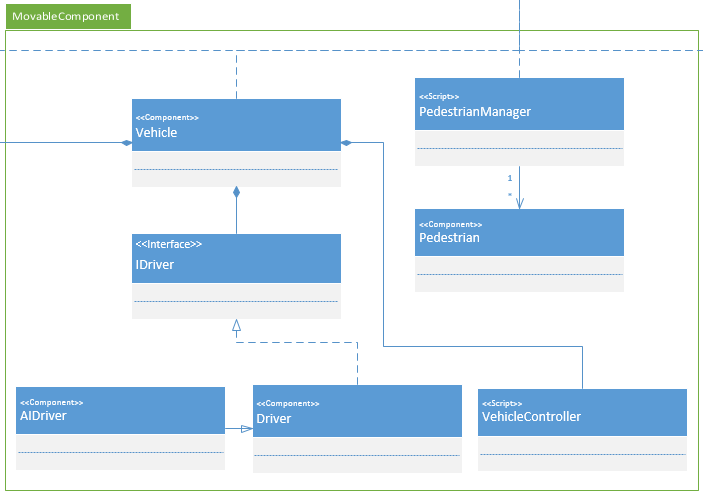 MovableComponent
<<Script>>
PedestrianManager
<<Component>>
Vehicle
1
*
<<Component>>
Pedestrian
<<Interface>>
IDriver
<<Component>>
AIDriver
<<Component>>
Driver
<<Script>>
VehicleController